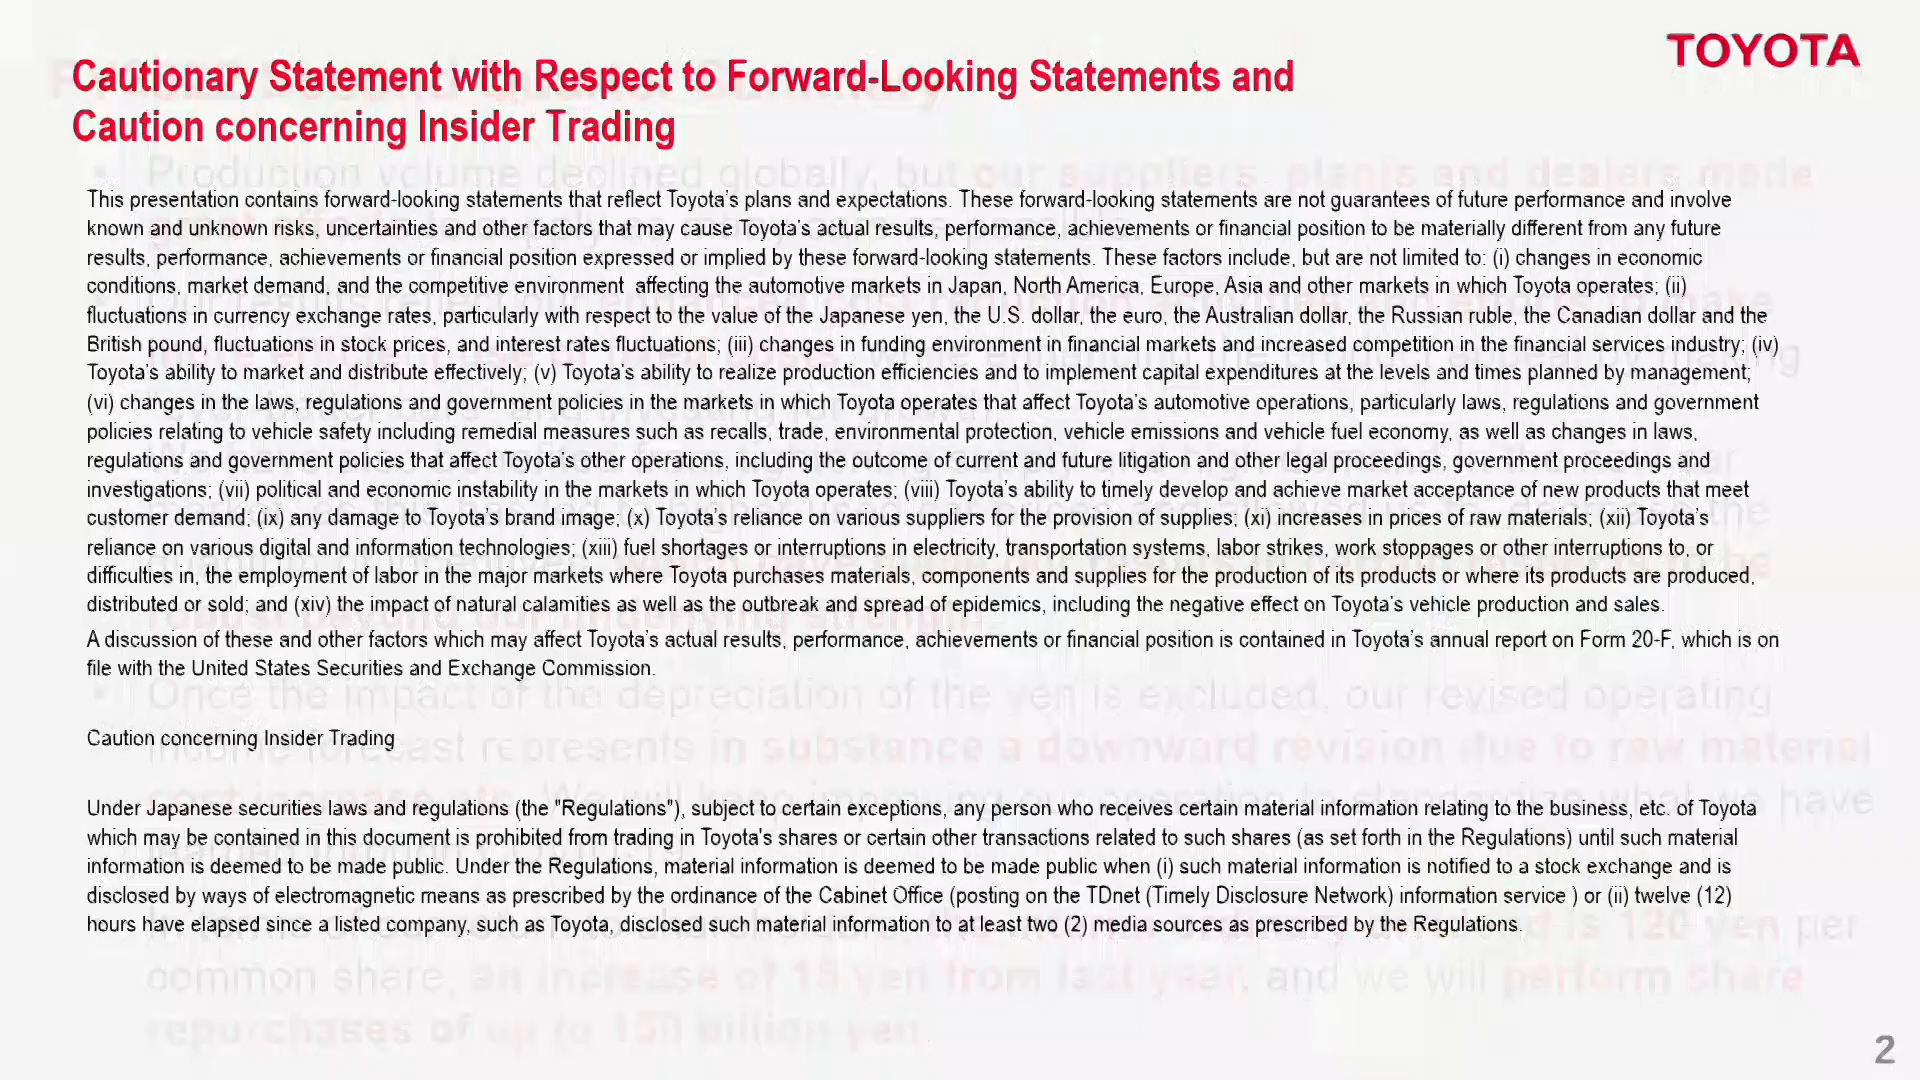 TOYOTA
Cautionary Statement with Respect to Forward-Looking Statements and
Caution concerning Insider Trading
This presentation contains forward-looking statements that reflect Toyota's plans and expectations. These forward-looking statements are not guarantees of future performance and involve
known and unknown risks, uncertainties and other factors that may cause Toyota's actual results, performance, achievements or financial position to be materially different from any future
results, performance, achievements or financial position expressed or implied by these forward-looking statements. These factors include, but are not limited to: (i) changes in economic
conditions, market demand, and the competitive environment affecting the automotive markets in Japan, North America, Europe, Asia and other markets in which Toyota operates; (ii)
fluctuations in currency exchange rates, particularly with respect to the value of the Japanese yen, the U.S. dollar, the euro, the Australian dollar, the Russian ruble, the Canadian dollar and the
British pound, fluctuations in stock prices, and interest rates fluctuations; (iii) changes in funding environment in financial markets and increased competition in the financial services industry; (iv)
Toyota's ability to market and distribute effectively; (v) Toyota's ability to realize production efficiencies and to implement capital expenditures at the levels and times planned by management;
(vi) changes in the laws, regulations and government policies in the markets in which Toyota operates that affect Toyota's automotive operations, particularly laws, regulations and government
policies relating to vehicle safety including remedial measures such as recalls, trade, environmental protection, vehicle emissions and vehicle fuel economy, as well as changes in laws,
regulations and government policies that affect Toyota's other operations, including the outcome of current and future litigation and other legal proceedings, government proceedings and
investigations; (vii) political and economic instability in the markets in which Toyota operates; (viii) Toyota's ability to timely develop and achieve market acceptance of new products that meet
customer demand; (ix) any damage to Toyota's brand image; (x) Toyota's reliance on various suppliers for the provision of supplies; (xi) increases in prices of raw materials; (xii) Toyota's
reliance on various digital and information technologies; (xiii) fuel shortages or interruptions in electricity, transportation systems, labor strikes, work stoppages or other interruptions to, or
difficulties in, the employment of labor in the major markets where Toyota purchases materials, components and supplies for the production of its products or where its products are produced,
distributed or sold; and (xiv) the impact of natural calamities as well as the outbreak and spread of epidemics, including the negative effect on Toyota's vehicle production and sales.
A discussion of these and other factors which may affect Toyota's actual results, performance, achievements or financial position is contained in Toyota's annual report on Form 20-F, which is on
file with the United States Securities and Exchange Commission.
Caution concerning Insider Trading
Under Japanese securities laws and regulations (the "Regulations"), subject to certain exceptions, any person who receives certain material information relating to the business, etc. of Toyota
which may be contained in this document is prohibited from trading in Toyota's shares or certain other transactions related to such shares (as set forth in the Regulations) until such material
information is deemed to be made public. Under the Regulations, material information is deemed to be made public when (i) such material information is notified to a stock exchange and is
disclosed by ways of electromagnetic means as prescribed by the ordinance of the Cabinet Office (posting on the TDnet (Timely Disclosure Network) information service ) or (ii) twelve (12)
hours have elapsed since a listed company, such as Toyota, disclosed such material information to at least two (2) media sources as prescribed by the Regulations.
common share, an increase of 15 yen from last year, and we will perform share
repurchases of up to 150 billion yen.
2